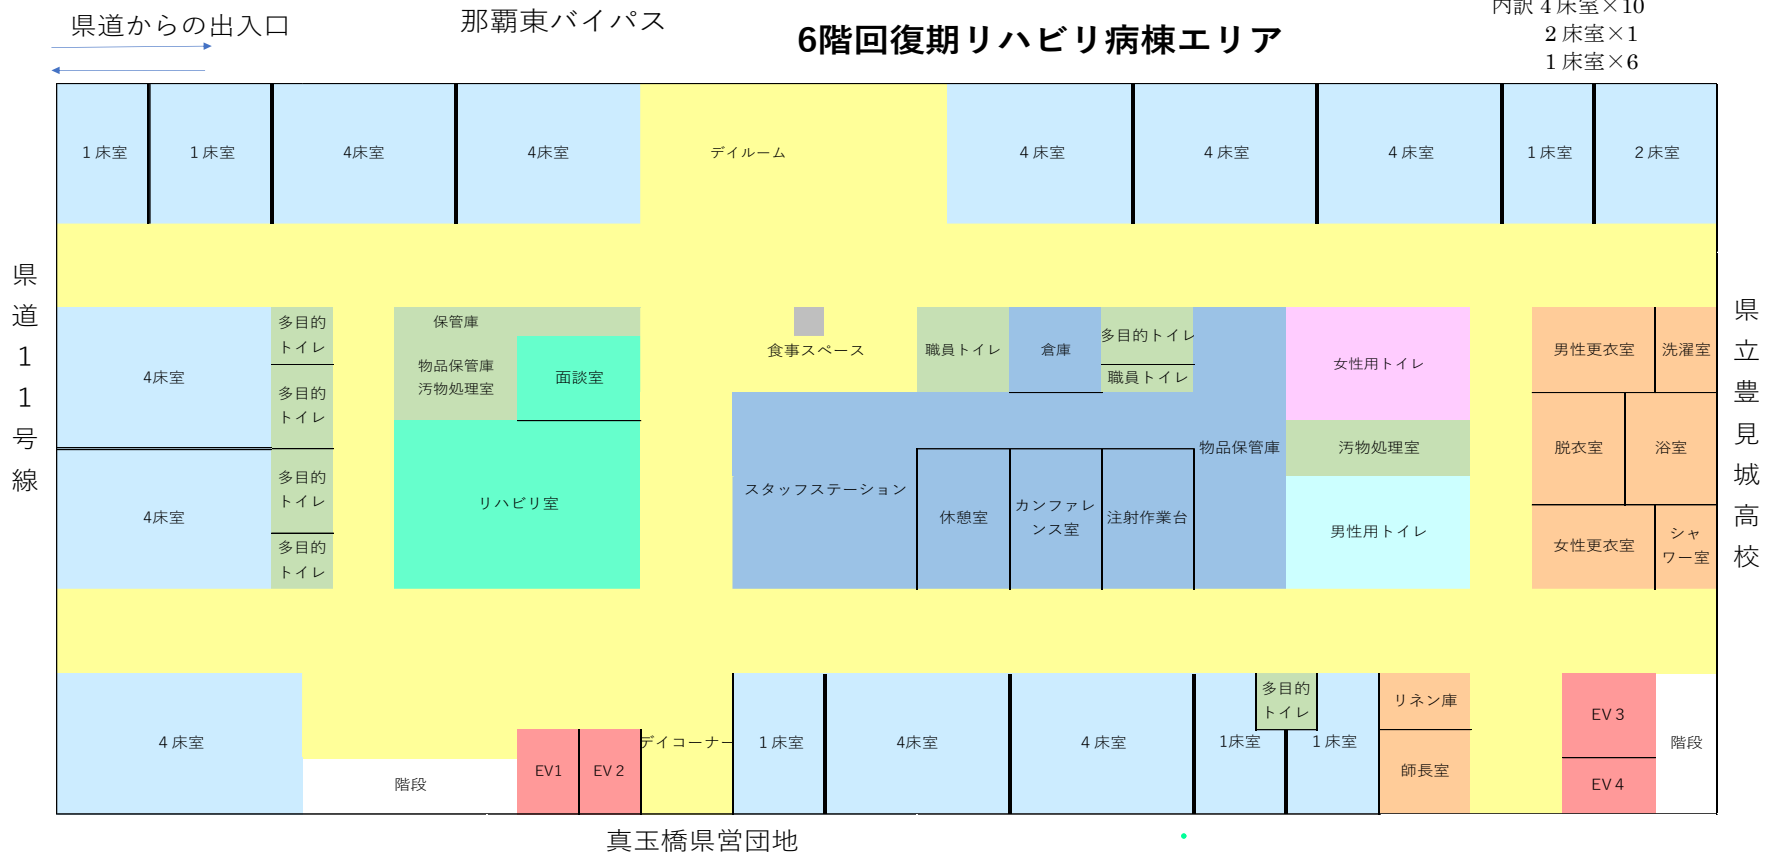 県道からの出入口
那覇東バイパス
6階回復期リハビリ病棟エリア
内訳 4 床室×10
2 床室×1
1 床室×6
1 床室
1 床室
4床室
4床室
デイルーム
4 床室
4 床室
4 床室
1 床室
2 床室
県道11号線
県立豊見城高校
4床室
多目的
トイレ
多目的
トイレ
保管庫
物品保管庫
汚物処理室
面談室
食事スペース
職員トイレ
倉庫
多目的トイレ
職員トイレ
女性用トイレ
男性更衣室
洗濯室
4床室
多目的
トイレ
多目的
トイレ
リハビリ室
スタッフステーション
休憩室
カンファレ
ンス室
注射作業台
物品保管庫
汚物処理室
男性用トイレ
脱衣室
浴室
女性更衣室
シャ
ワー室
4 床室
階段
EV1
EV 2
デイコーナー
1 床室
4床室
4 床室
1床室
多目的
トイレ
1 床室
リネン庫
師長室
EV 3
EV 4
階段
真玉橋県営団地